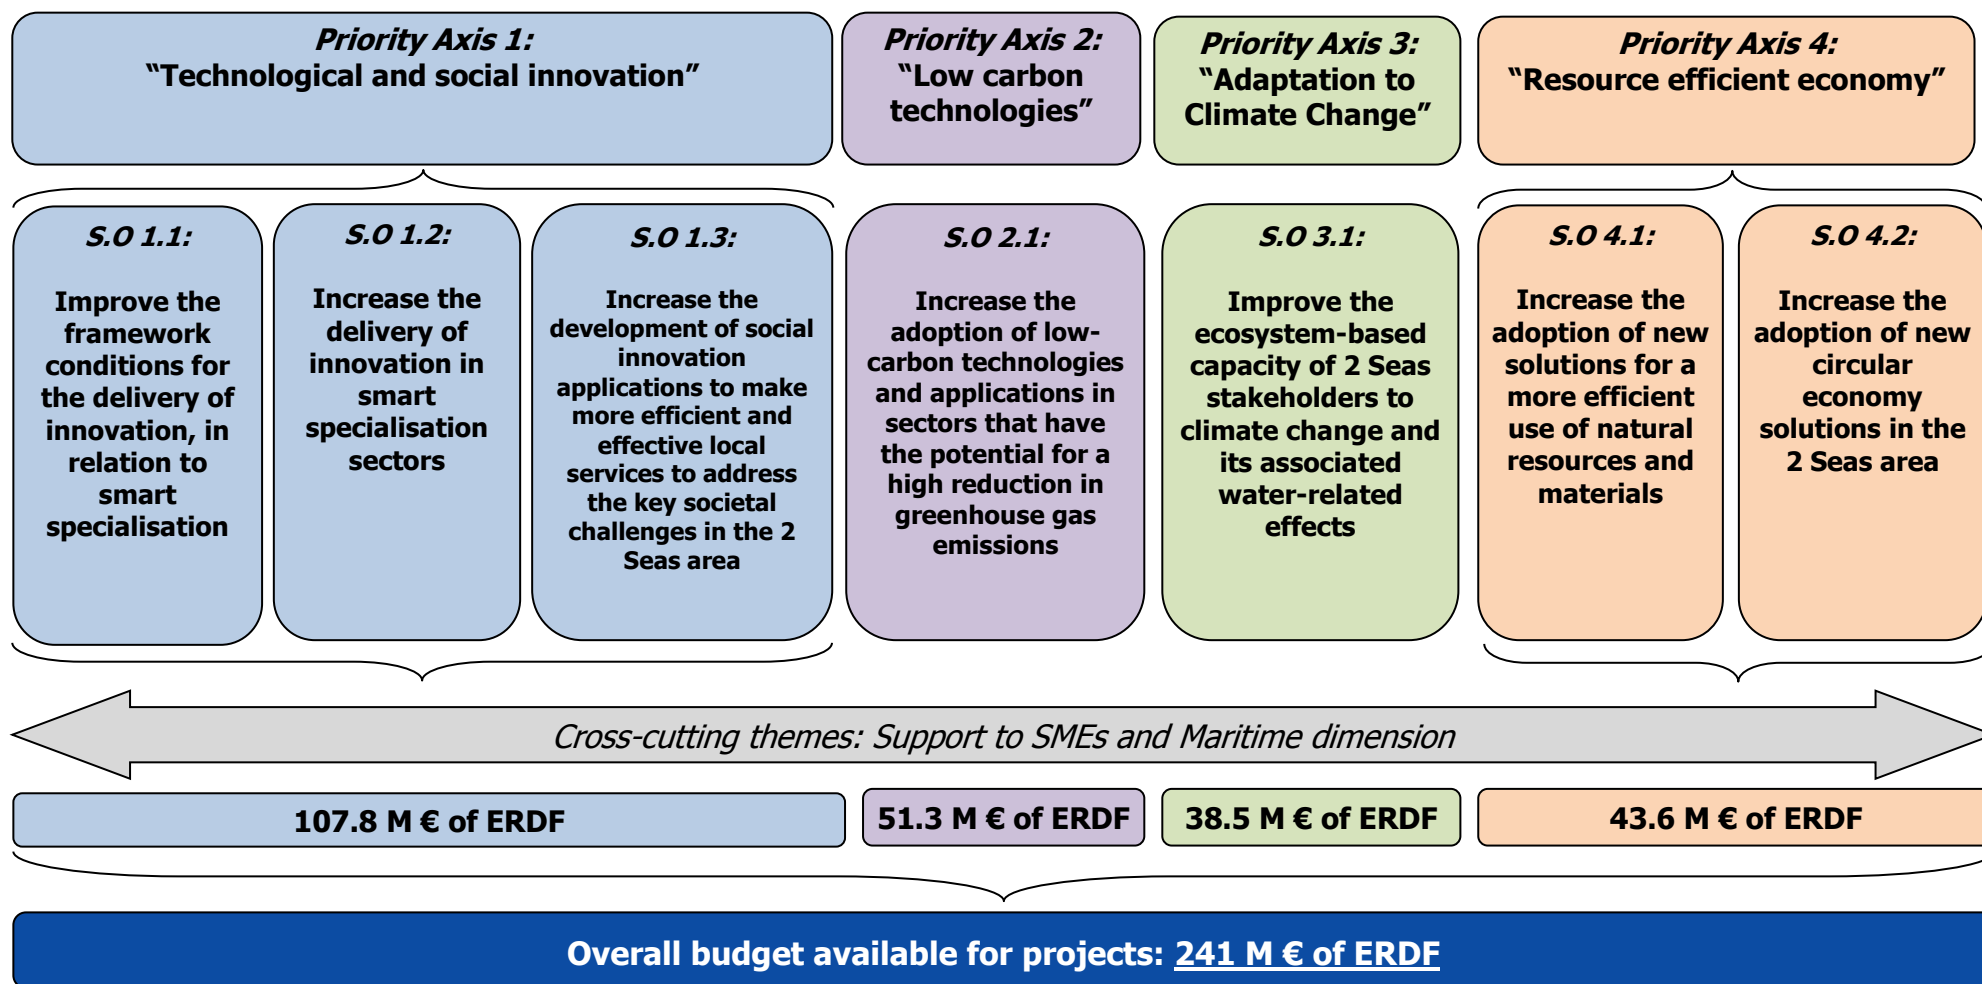 Priority Axis 1:
“Technological and social innovation”
Priority Axis 2:
“Low carbon
technologies”
Priority Axis 3:
“Adaptation to
Climate Change”
Priority Axis 4:
“Resource efficient economy”
S.O 1.1:
Improve the
framework
conditions for
the delivery of
innovation, in
relation to
smart
specialisation
S.O 1.2:
Increase the
delivery of
innovation in
smart
specialisation
sectors
S.O 1.3:
Increase the
development of social
innovation
applications to make
more efficient and
effective local
services to address
the key societal
challenges in the 2
Seas area
S.O 2.1:
Increase the
adoption of low-
carbon technologies
and applications in
sectors that have
the potential for a
high reduction in
greenhouse gas
emissions
S.O 3.1:
Improve the
ecosystem-based
capacity of 2 Seas
stakeholders to
climate change and
its associated
water-related
effects
S.O 4.1:
Increase the
adoption of new
solutions for a
more efficient
use of natural
resources and
materials
S.O 4.2:
Increase the
adoption of new
circular
economy
solutions in the
2 Seas area
Cross-cutting themes: Support to SMEs and Maritime dimension
107.8 M € of ERDF
51.3 M € of ERDF
38.5 M € of ERDF
43.6 M € of ERDF
Overall budget available for projects: 241 M € of ERDF